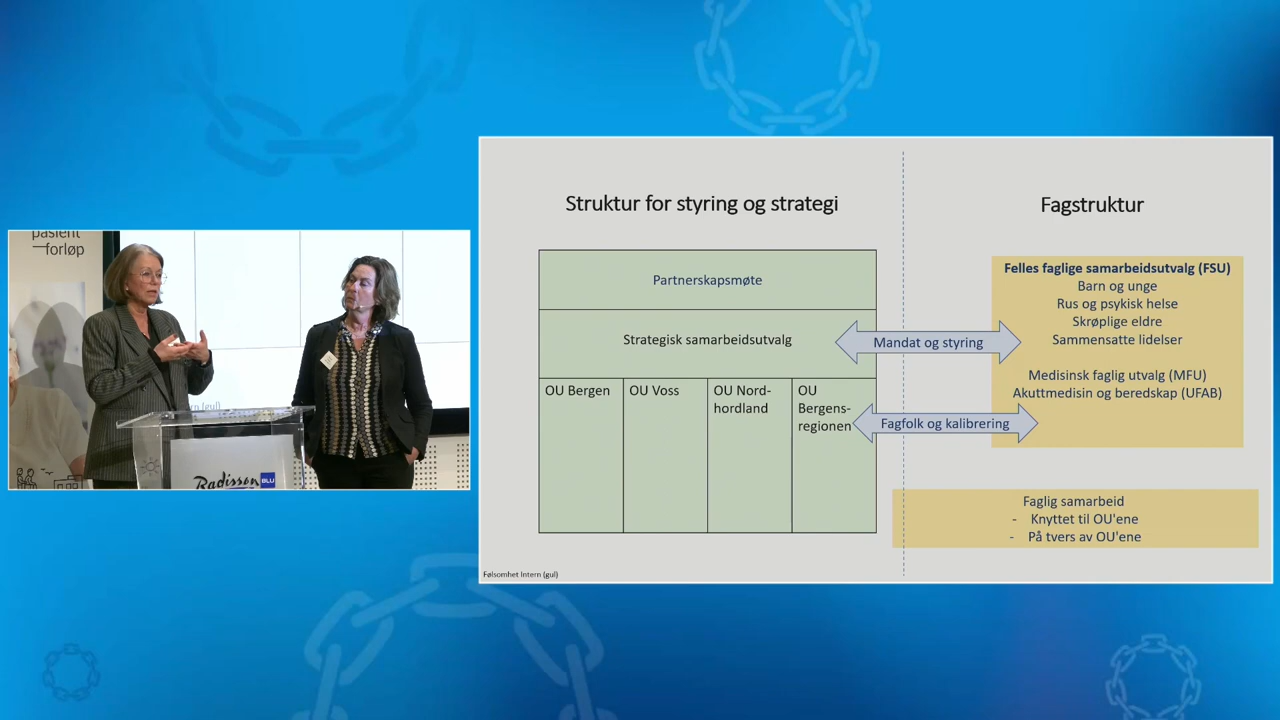 pasient
forløp
Radisson
BLU
Struktur for styring og strategi
Partnerskapsmøte
Strategisk samarbeidsutvalg
OU Bergen
OU Voss
OU Nord-
hordland
OU
Bergens-
regionen
Mandat og styring
Fagfolk og kalibrering
Fagstruktur
Felles faglige samarbeidsutvalg (FSU)
Barn og unge
Rus og psykisk helse
Skrøplige eldre
Sammensatte lidelser
Medisinsk faglig utvalg (MFU)
Akuttmedisin og beredskap (UFAB)
Faglig samarbeid
- Knyttet til OU'ene
- På tvers av OU'ene
Følsomhet Intern (gul)